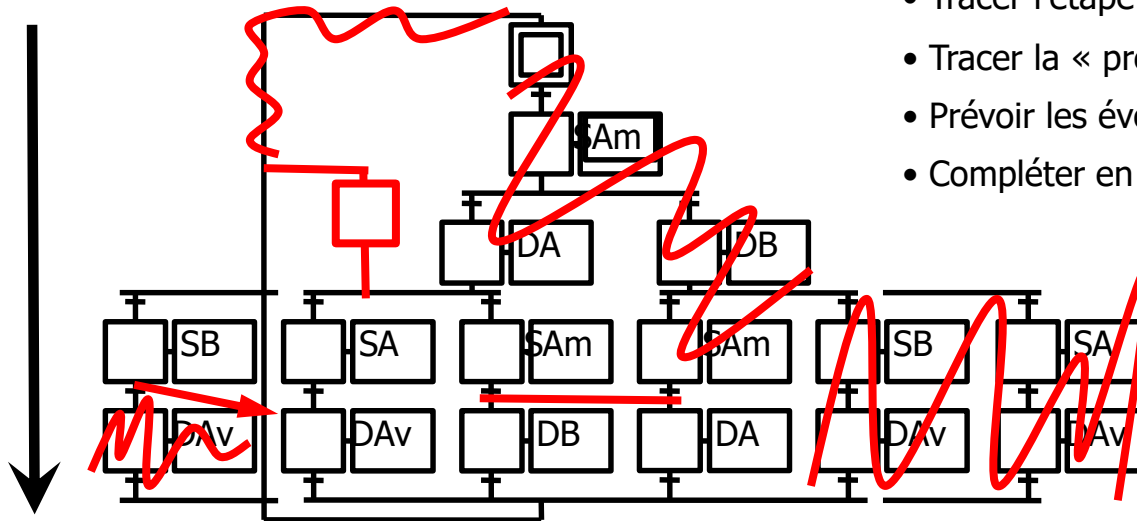 • Tracer l'étape
• Tracer la « pr
• Prévoir les év
• Compléter en
SAm
DA DB
SB SA SAm SAm SB SA
DAv DAv DB DA DAv DAv